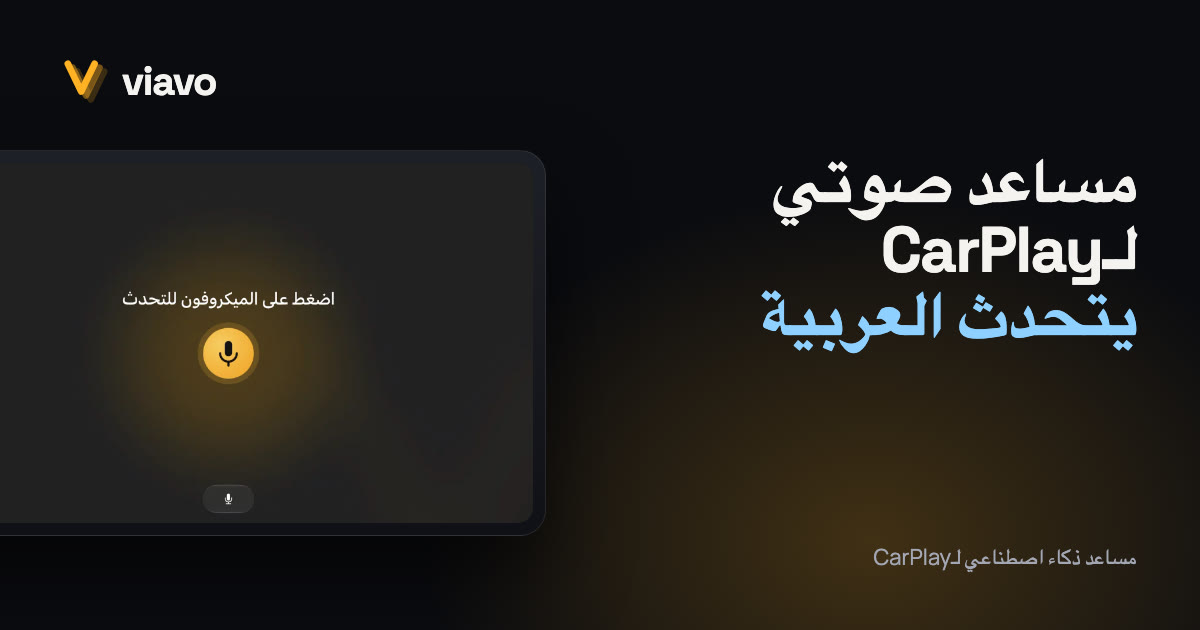 viavo
مساعد صوتي
لـCarPlay
يتحدث العربية
اضغط على الميكروفون للتحدث
مساعد ذكاء اصطناعي لـCarPlay